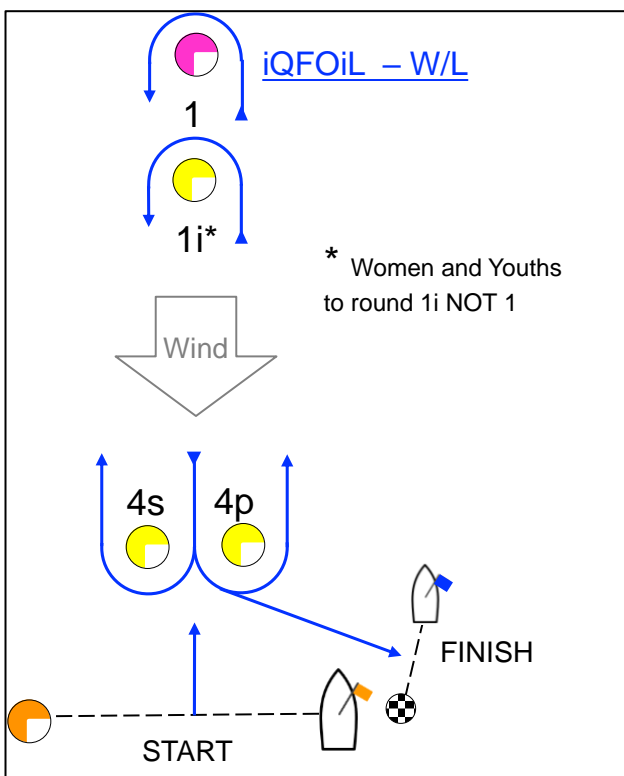 iQFOiL – W/L
1
1i*
* Women and Youths
to round 1i NOT 1
Wind
4s 4p
FINISH
START